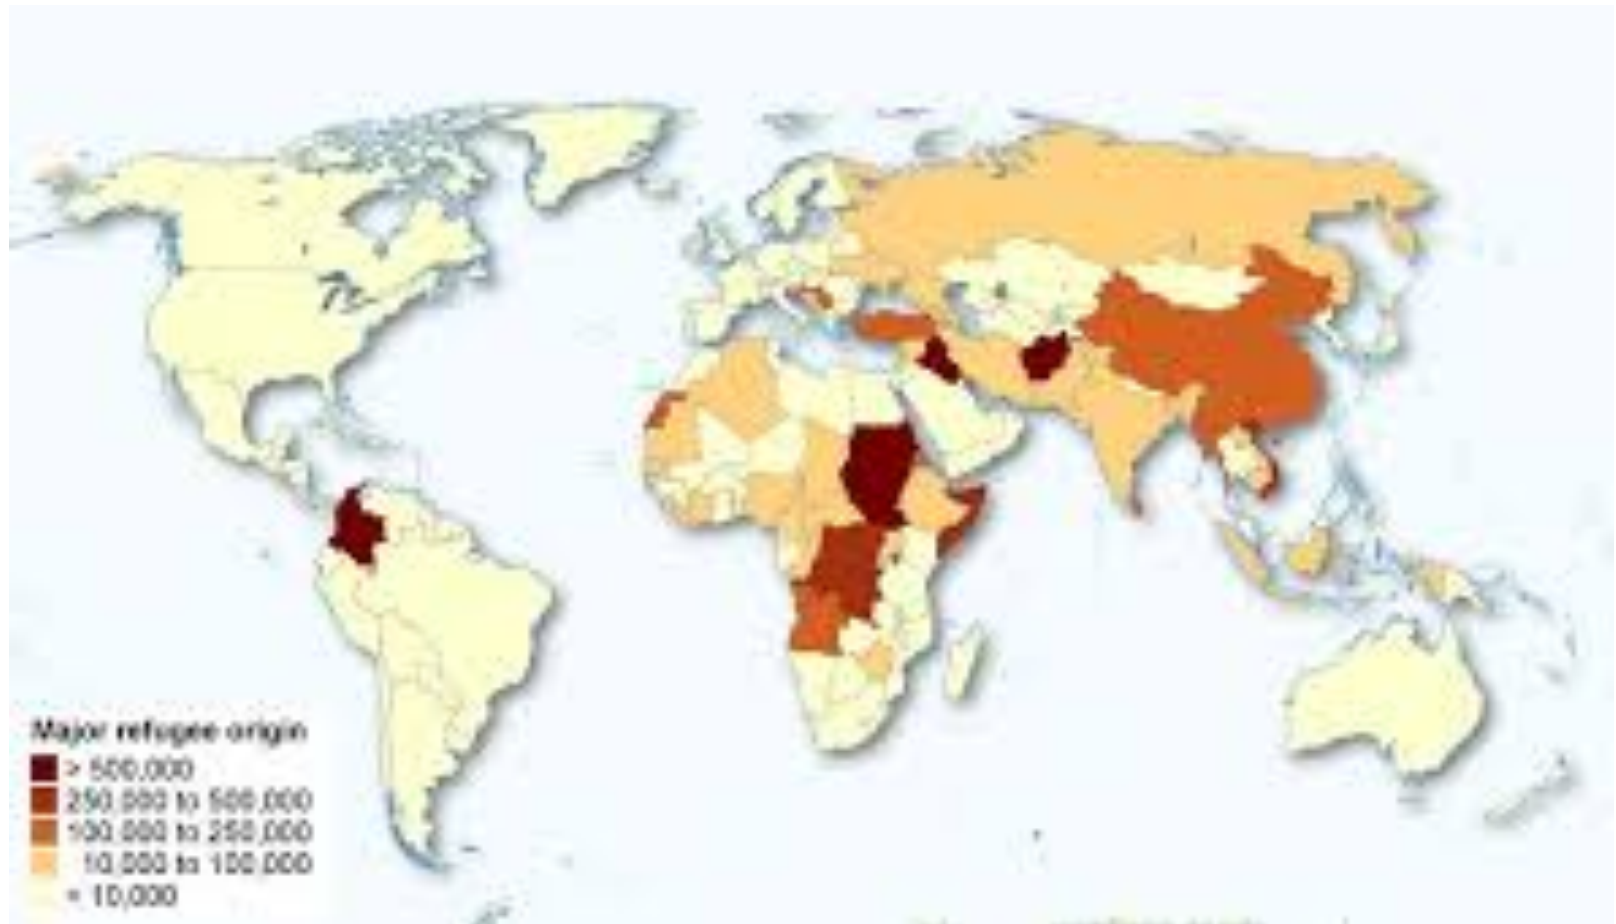 Major refugee origin
> 500,000
250,000 to 500,000
100,000 to 250,000
10,000 to 100,000
< 10,000